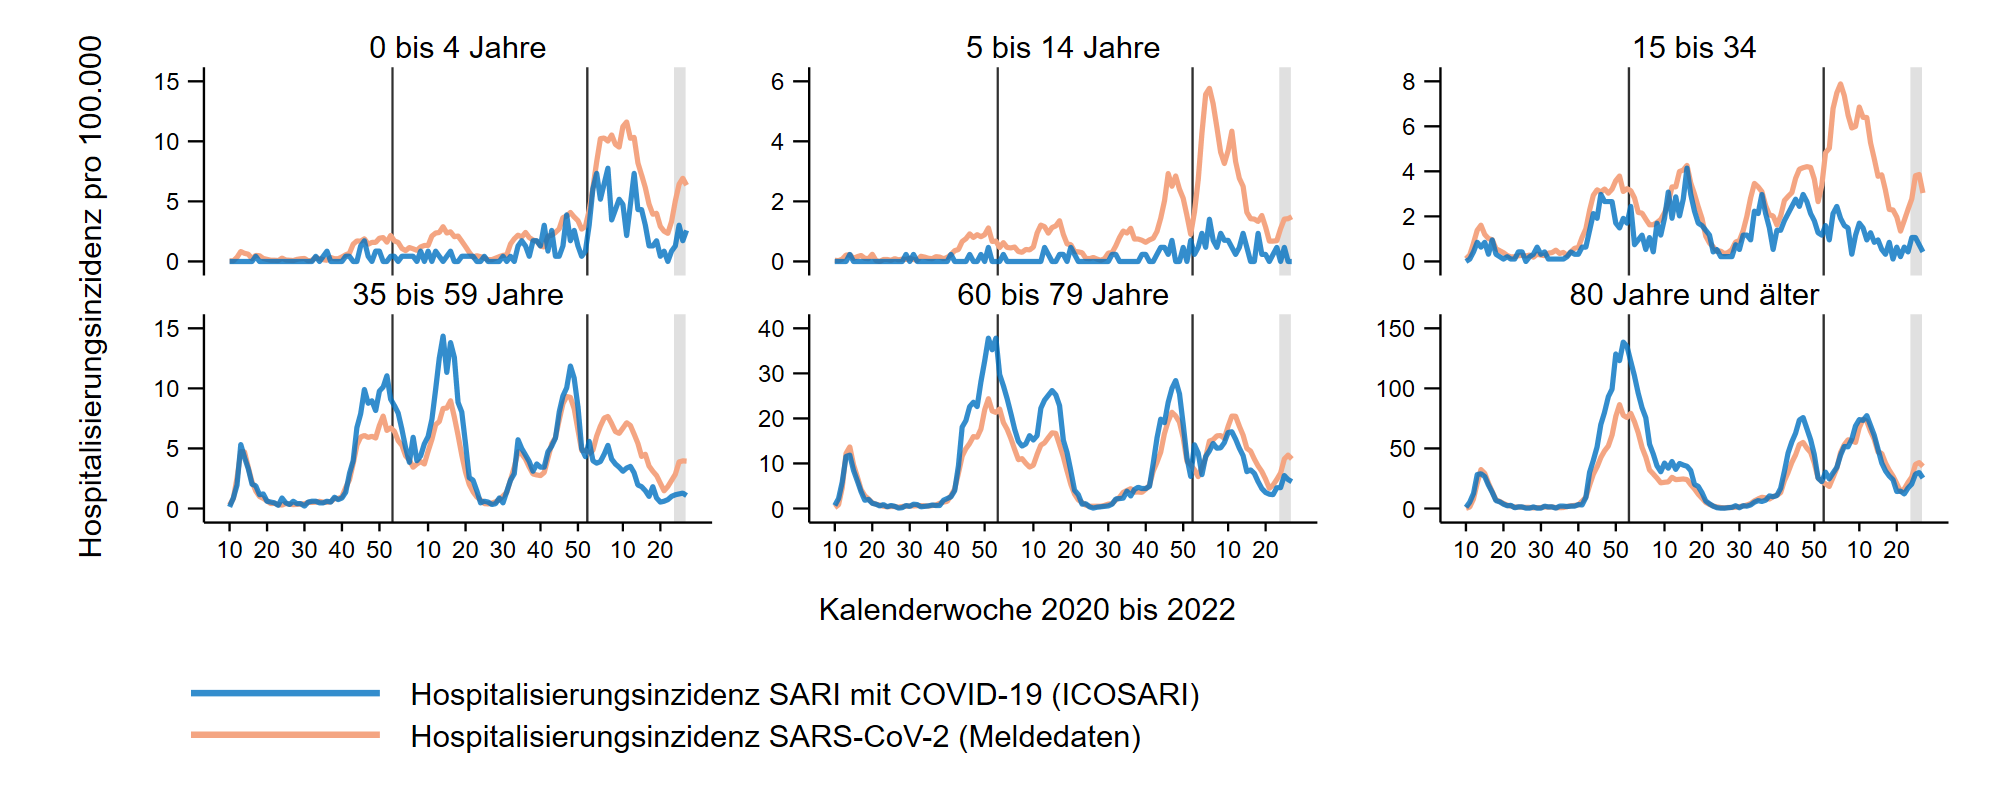 Hospitalisierungsinzidenz pro 100.000
0 bis 4 Jahre
15
10
5
0
5 bis 14 Jahre
6
4
2
0
15 bis 34
8
6
4
2
0
35 bis 59 Jahre
15
10
5
0
10 20 30 40 50 10 20 30 40 50 10 20
60 bis 79 Jahre
40
30
20
10
0
10 20 30 40 50 10 20 30 40 50 10 20
80 Jahre und älter
150
100
50
0
10 20 30 40 50 10 20 30 40 50 10 20
Kalenderwoche 2020 bis 2022
Hospitalisierungsinzidenz SARI mit COVID-19 (ICOSARI)
Hospitalisierungsinzidenz SARS-CoV-2 (Meldedaten)